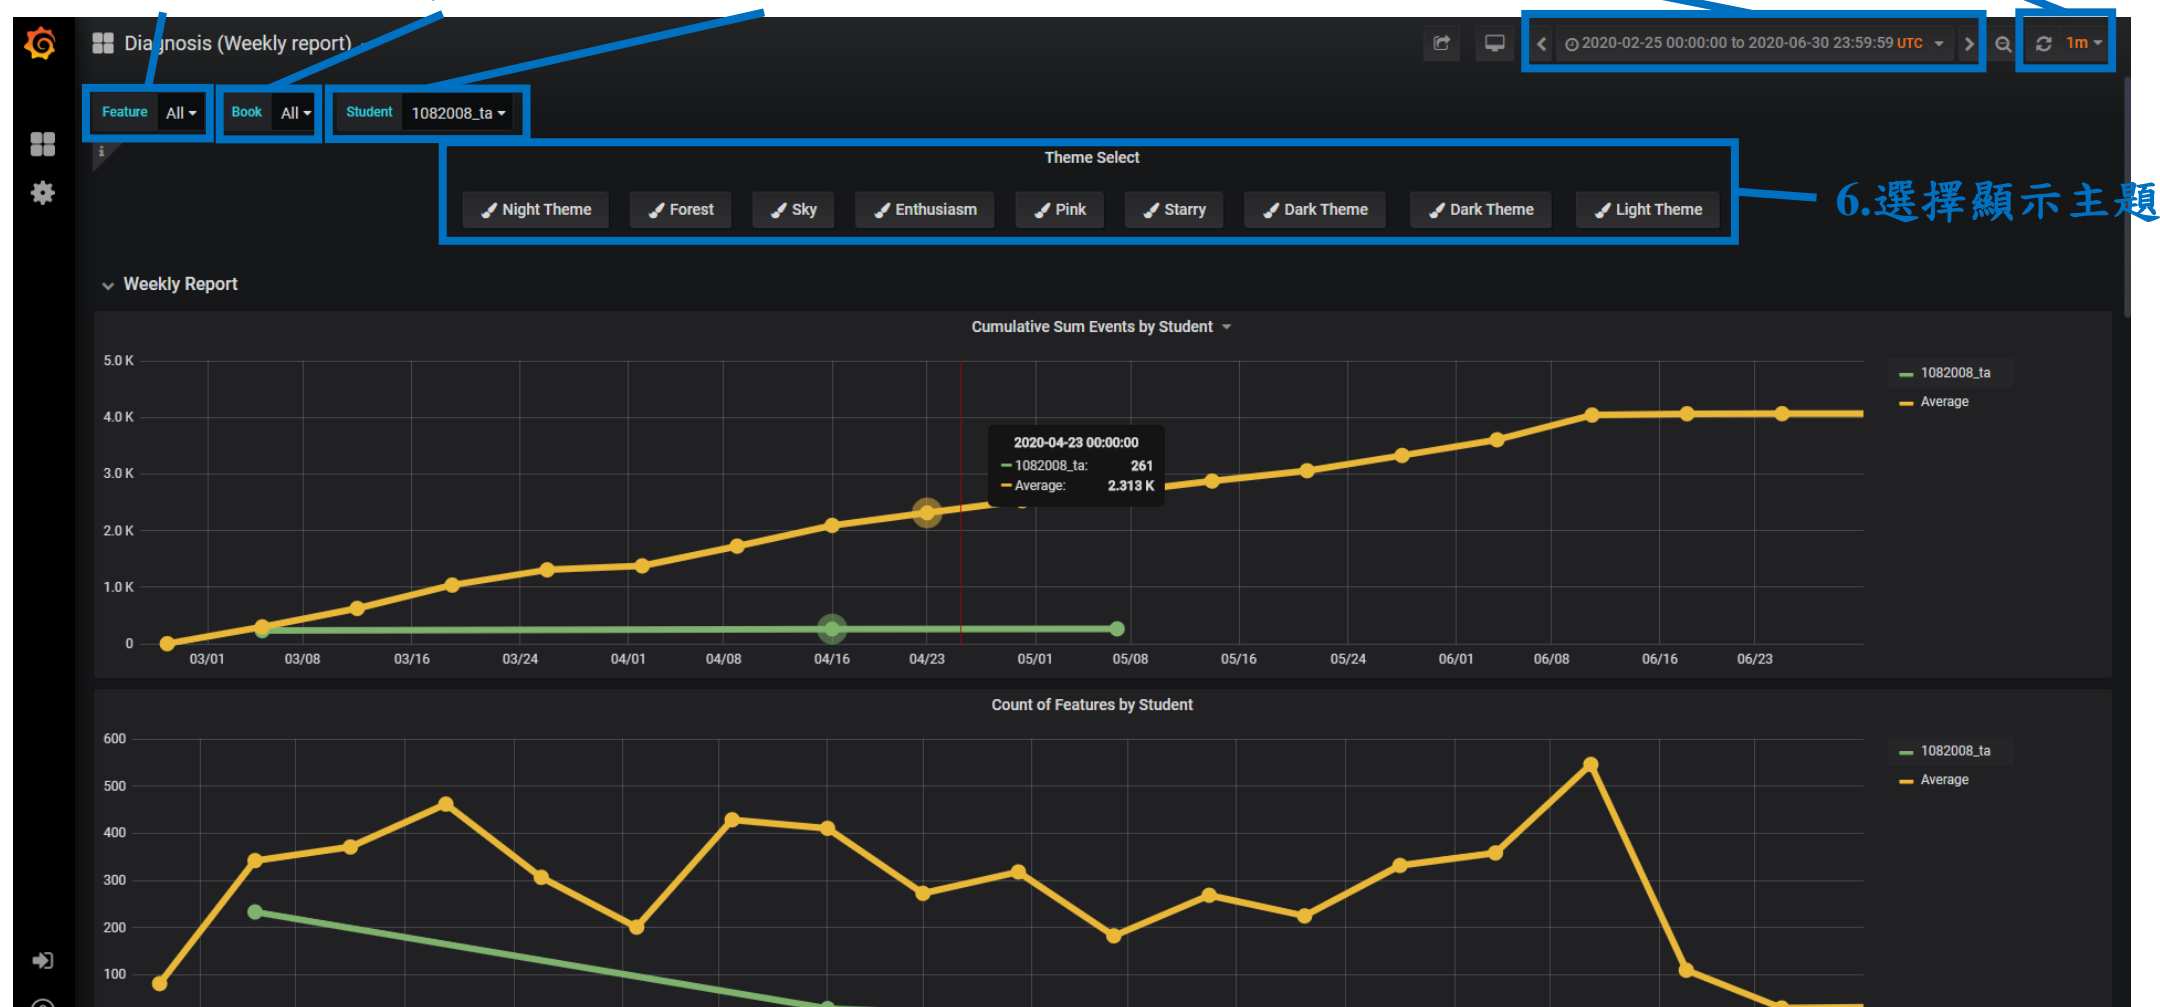 Diagnosis (Weekly report)
2020-02-25 00:00:00 to 2020-06-30 23:59:59 UTC
1m
Feature All
Book All
Student 1082008_ta
i
Theme Select
Night Theme Forest Sky Enthusiasm Pink Starry Dark Theme Dark Theme Light Theme
6.選擇顯示主題
Weekly Report
Cumulative Sum Events by Student
5.0 K
4.0 K
3.0 K
2.0 K
1.0 K
0
03/01 03/08 03/16 03/24 04/01 04/08 04/16 04/23 05/01 05/08 05/16 05/24 06/01 06/08 06/16 06/23
1082008_ta
Average
2020-04-23 00:00:00
1082008_ta: 261
Average: 2.313 K
Count of Features by Student
600
500
400
300
200
100
1082008_ta
Average